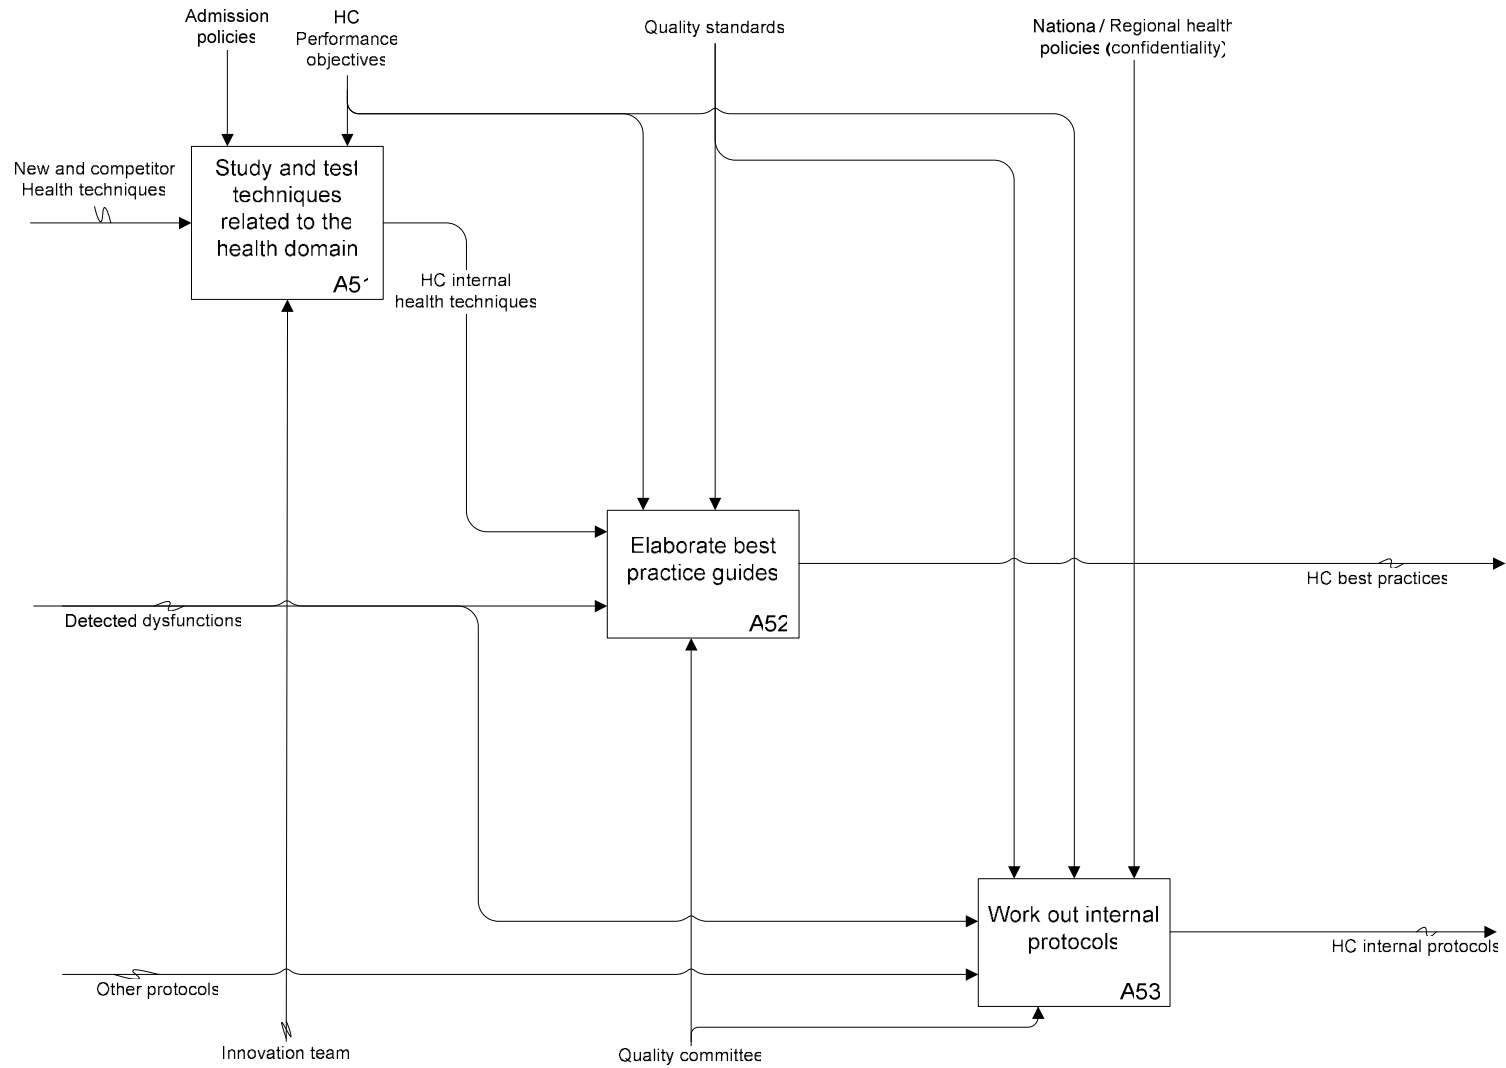 Admission
policies
HC
Performance
objectives
Quality standards
Nationa/ Regional health
policies (confidentiality)
New and competitor
Health techniques
Study and test
techniques
related to the
health domain
A51
HC internal
health techniques
Elaborate best
practice guides
A52
HC best practices
Detected dysfunctions
Work out internal
protocols
A53
HC internal protocols
Other protocols
Innovation team
Quality committee